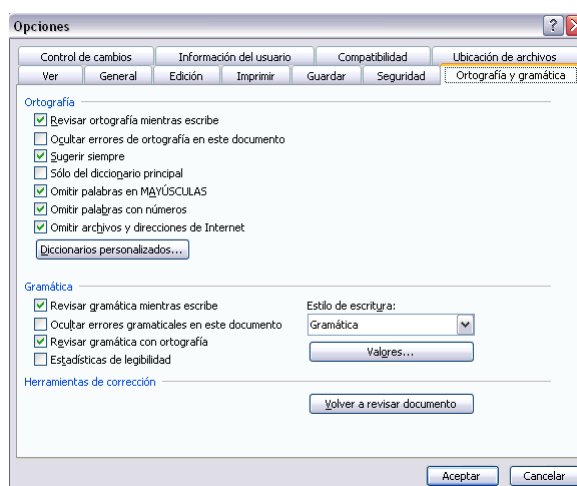 Opciones
Control de cambios Información del usuario Compatibilidad Ubicación de archivos
Ver General Edición Imprimir Guardar Seguridad Ortografía y gramática
Ortografía
Revisar ortografía mientras escribe
Ocultar errores de ortografía en este documento
Sugerir siempre
Sólo del diccionario principal
Omitir palabras en MAYÚSCULAS
Omitir palabras con números
Omitir archivos y direcciones de Internet
Diccionarios personalizados...
Gramática
Revisar gramática mientras escribe Estilo de escritura:
Ocultar errores gramaticales en este documento Gramática
Revisar gramática con ortografía
Valores...
Estadísticas de legibilidad
Herramientas de corrección
Volver a revisar documento
Aceptar Cancelar